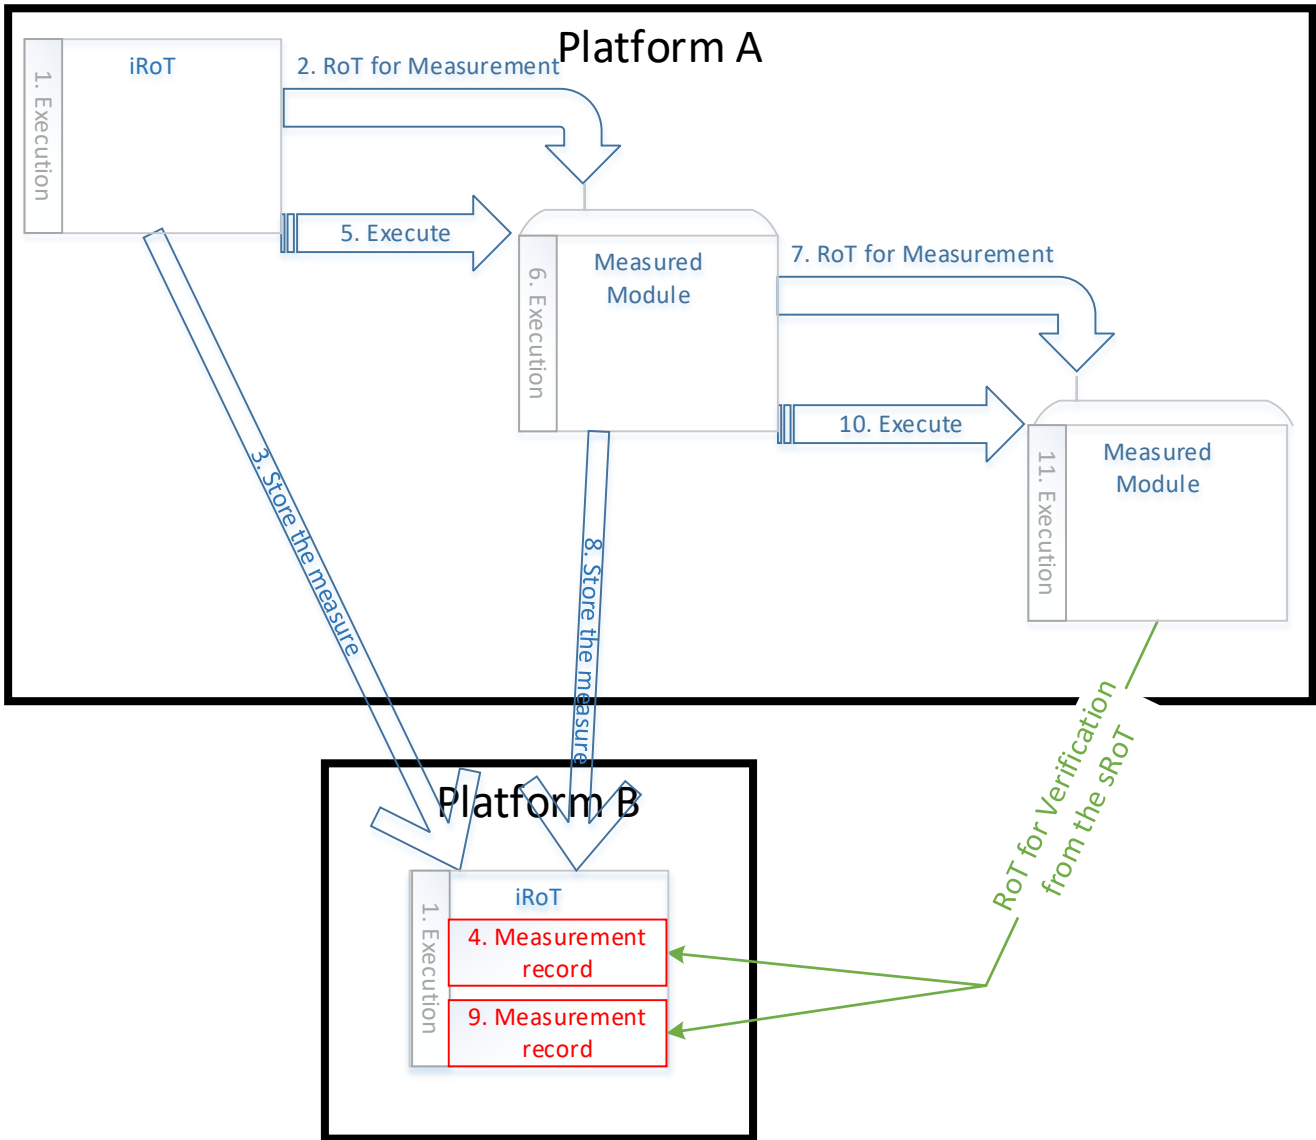 Platform A
iRoT
1. Execution
2. RoT for Measurement
5. Execute
Measured
Module
6. Execution
7. RoT for Measurement
10. Execute
Measured
Module
11. Execution
3. Store the measure
8. Store the measure
RoT for Verification
from the sRoT
Platform B
iRoT
1. Execution
4. Measurement
record
9. Measurement
record